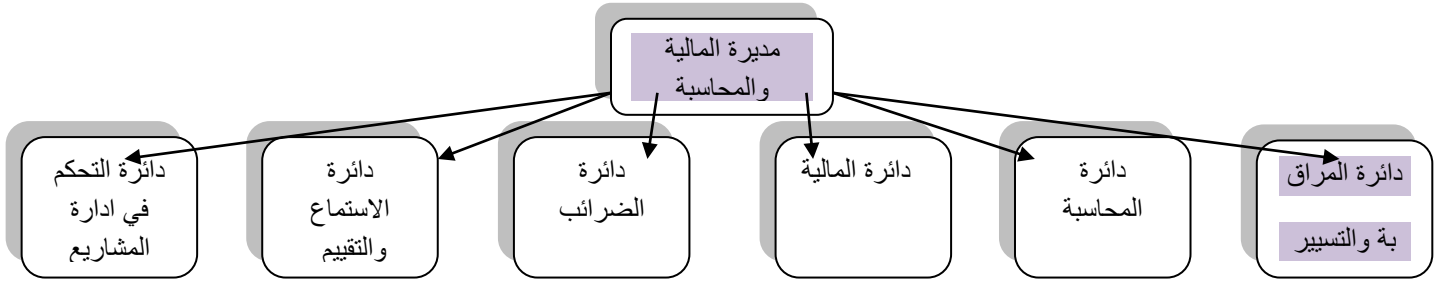 مديرة المالية
والمحاسبة
دائرة المراق
بة والتسيير
دائرة
المحاسبة
دائرة المالية
دائرة
الضرائب
دائرة
الاستماع
والتقييم
دائرة التحكم
في ادارة
المشاريع